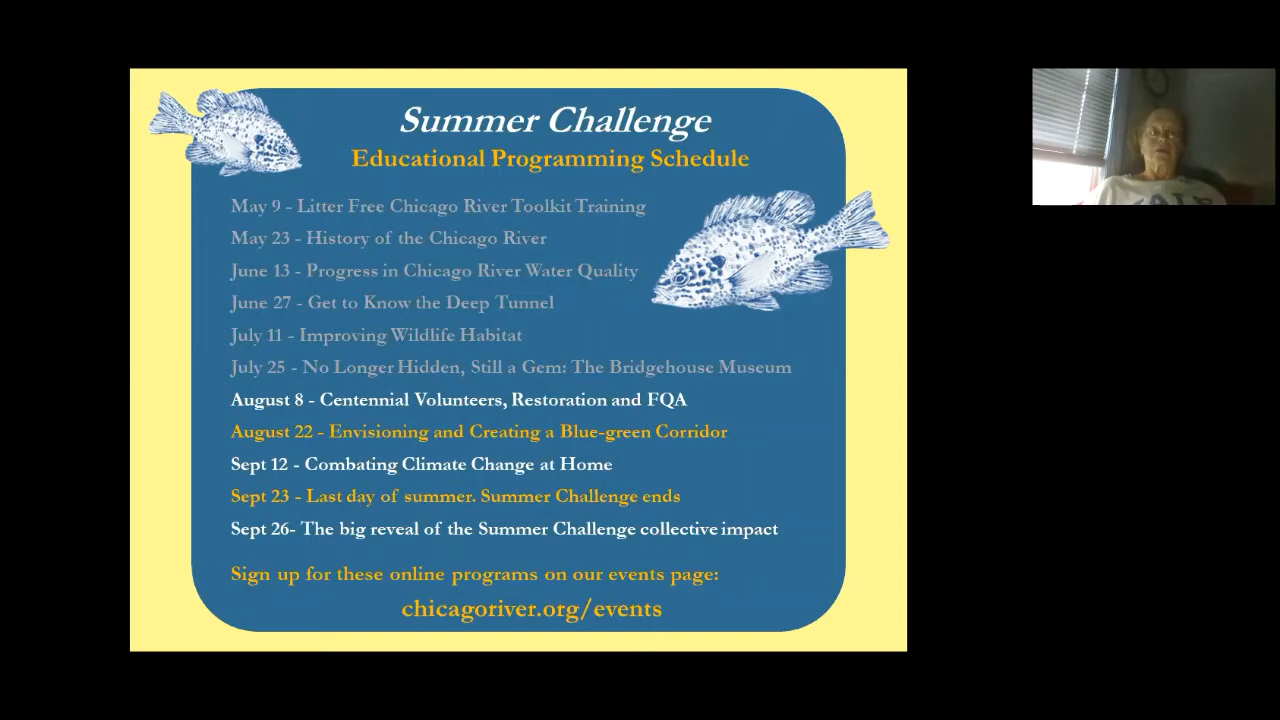 Summer Challenge
Educational Programming Schedule
May 9 - Litter Free Chicago River Toolkit Training
May 23 - History of the Chicago River
June 13 - Progress in Chicago River Water Quality
June 27 - Get to Know the Deep Tunnel
July 11 - Improving Wildlife Habitat
July 25 - No Longer Hidden, Still a Gem: The Bridgehouse Museum
August 8 - Centennial Volunteers, Restoration and FQA
August 22 - Envisioning and Creating a Blue-green Corridor
Sept 12 - Combating Climate Change at Home
Sept 23 - Last day of summer. Summer Challenge ends
Sept 26- The big reveal of the Summer Challenge collective impact
Sign up for these online programs on our events page:
chicagoriver.org/events